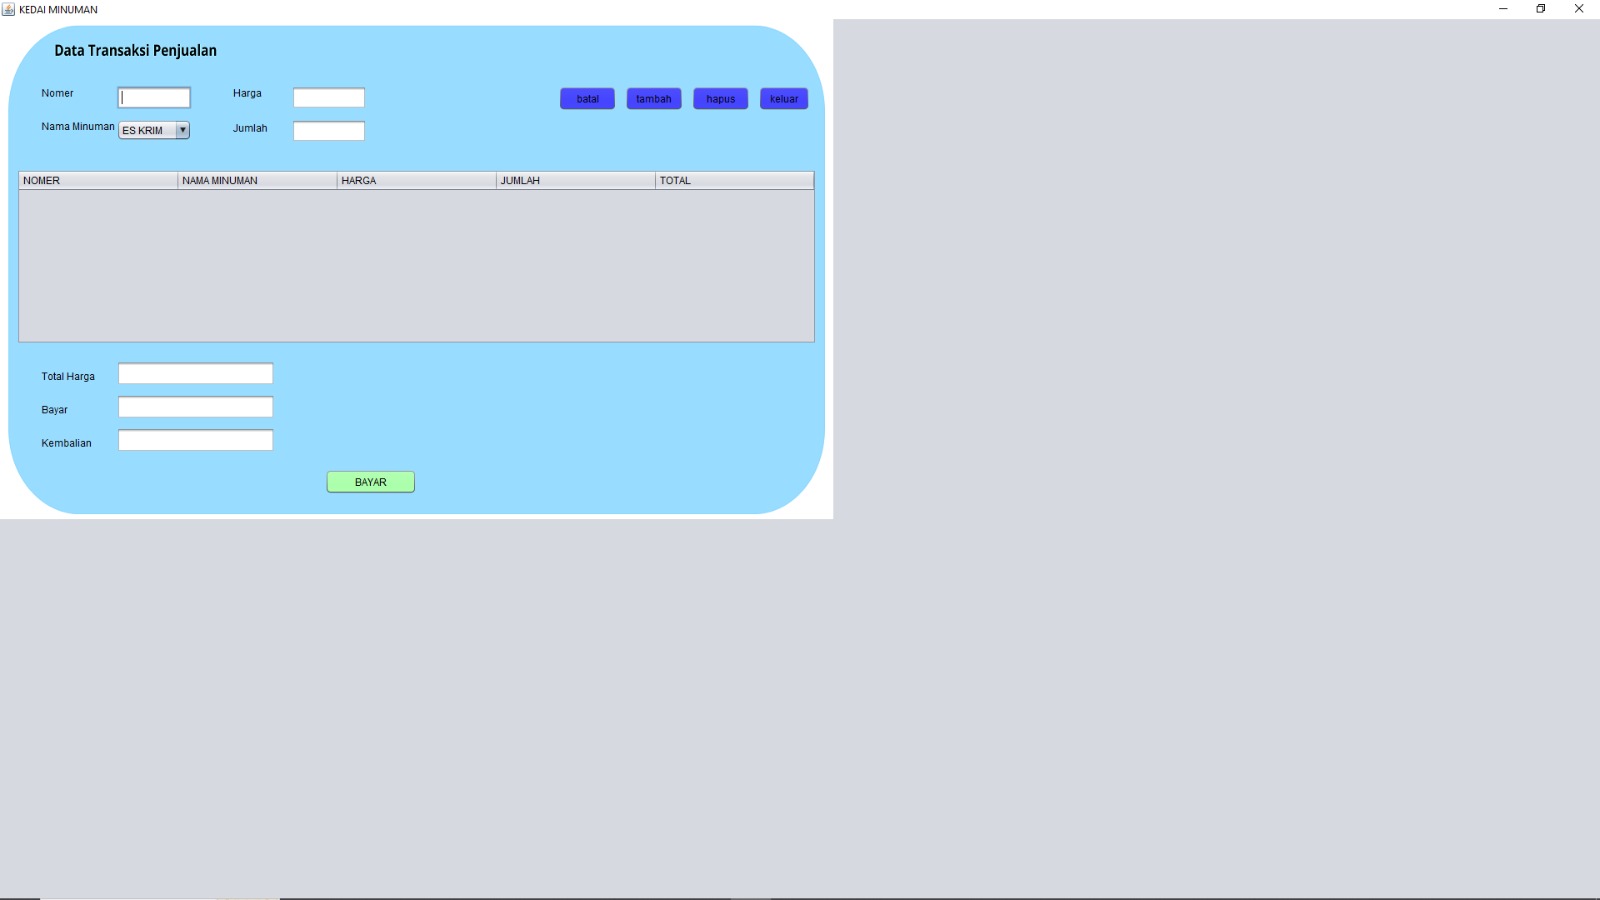 KEDAI MINUMAN
Data Transaksi Penjualan
Nomer Harga batal tambah hapus keluar
Nama Minuman ES KRIM Jumlah
NOMER NAMA MINUMAN HARGA JUMLAH TOTAL
Total Harga
Bayar
Kembalian
BAYAR